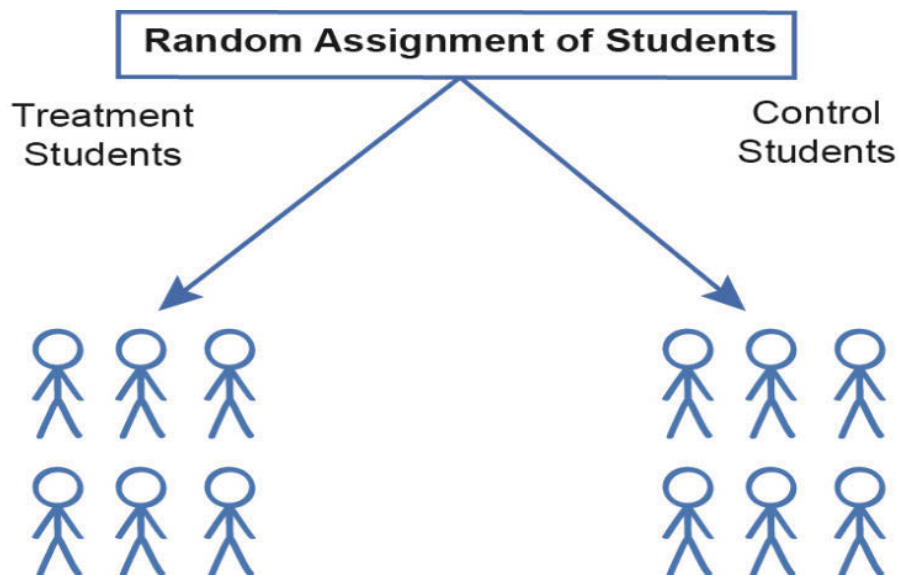 Random Assignment of Students
Treatment
Students
Control
Students